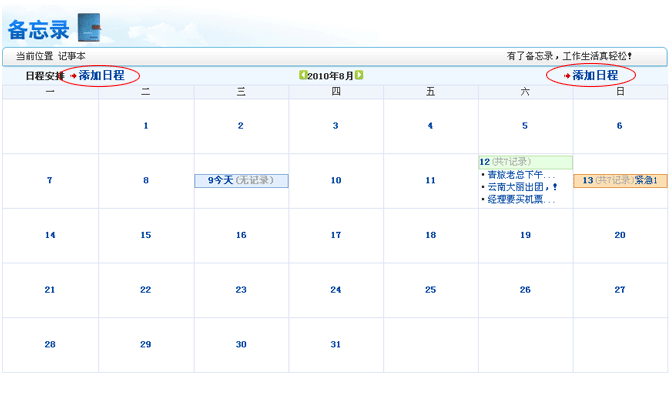 备忘录
当前位置 记事本 有了备忘录，工作生活真轻松！
日程安排 添加日程 2010年8月 添加日程
一 二 三 四 五 六 日
1 2 3 4 5 6
7 8 9今天(无记录) 10 11 12(共7记录) 13(共7记录)紧急1
青旅老总下午...
云南大丽出团，！
经理要买机票...
14 15 16 17 18 19 20
21 22 23 24 25 26 27
28 29 30 31